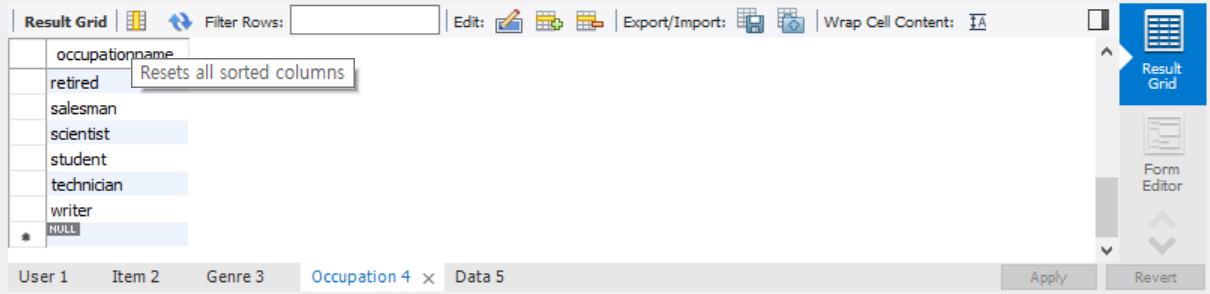 Result Grid Filter Rows: Edit: Export/Import: Wrap Cell Content: IA
occupationname
Resets all sorted columns
retired
salesman
scientist
student
technician
writer
NULL
Result
Grid
Form
Editor
User 1 Item 2 Genre 3 Occupation 4 × Data 5 Apply Revert